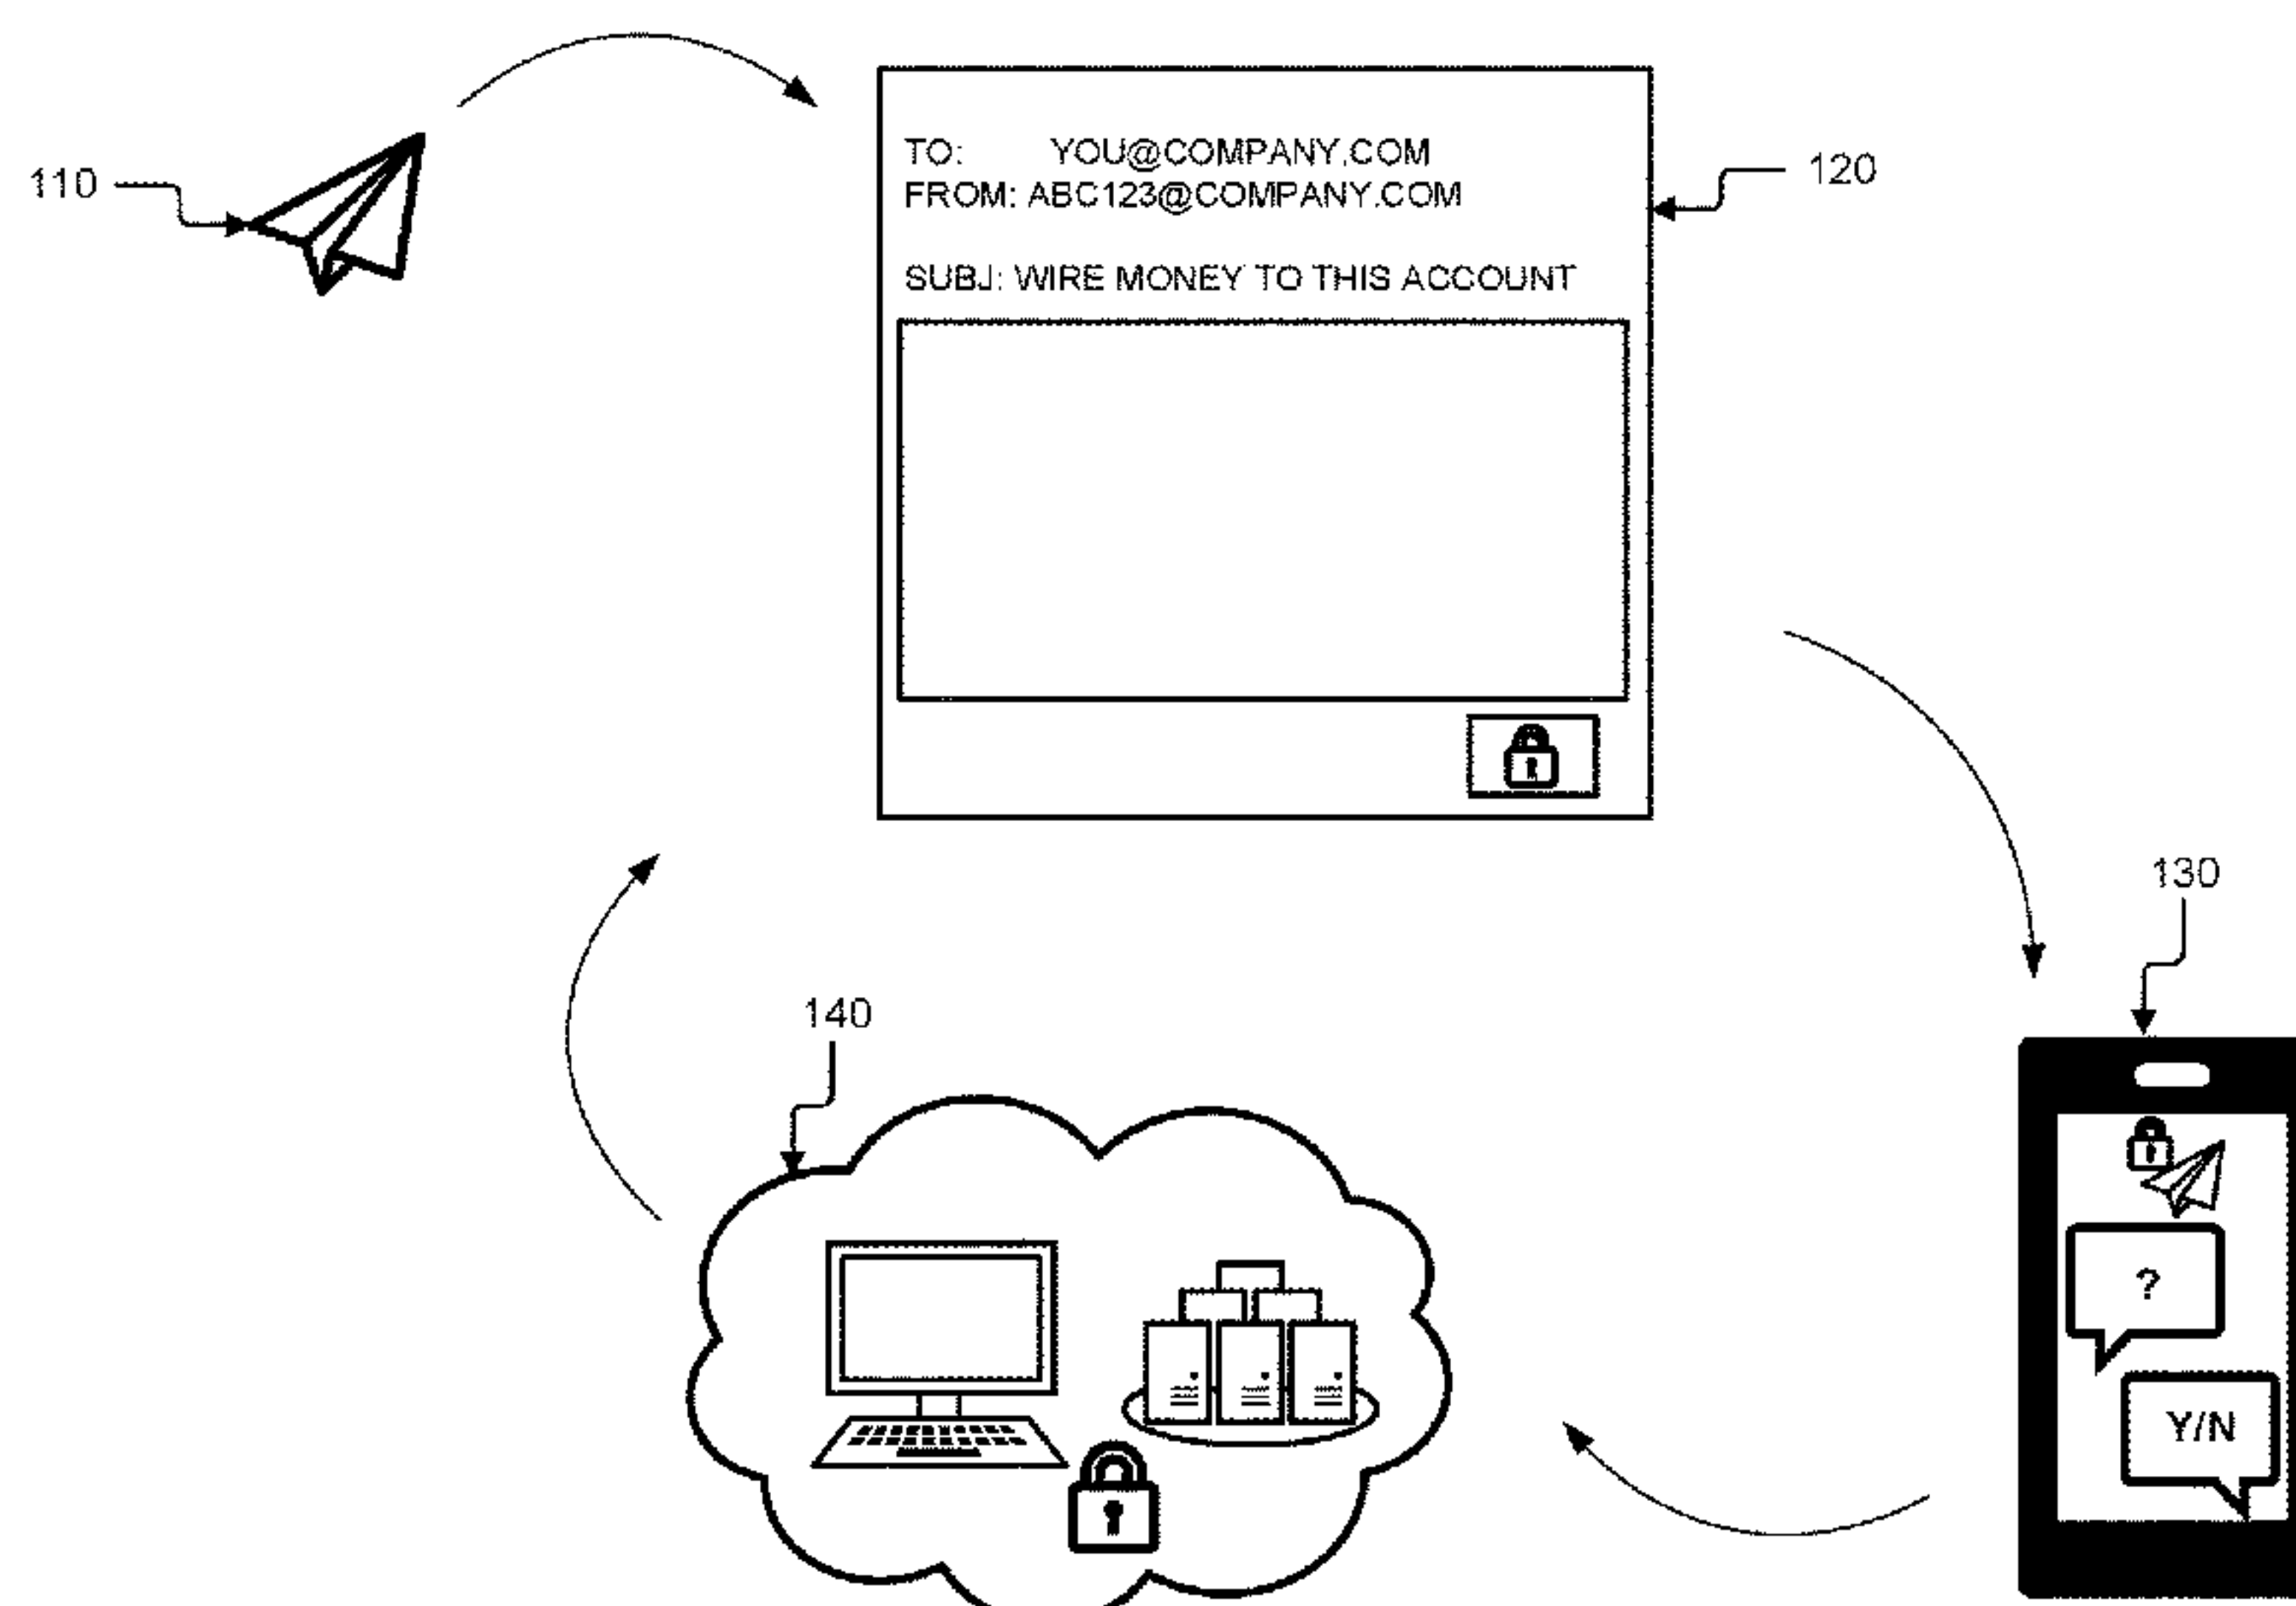 110
TO: YOU@COMPANY.COM
FROM: ABC123@COMPANY.COM
120
SUBJ: WIRE MONEY TO THIS ACCOUNT
130
140
?
Y/N